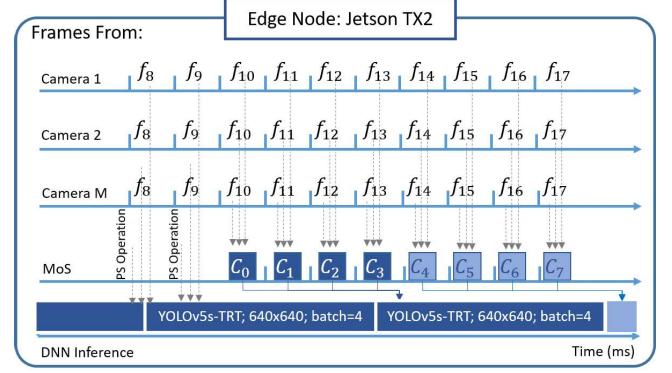 Edge Node: Jetson TX2
Frames From:
Camera 1 f8 f9 f10 f11 f12 f13 f14 f15 f16 f17
Camera 2 f8 f9 f10 f11 f12 f13 f14 f15 f16 f17
Camera M f8 f9 f10 f11 f12 f13 f14 f15 f16 f17
PS Operation
PS Operation
MoS C0 C1 C2 C3 C4 C5 C6 C7
YOLOv5s-TRT; 640x640; batch=4 YOLOv5s-TRT; 640x640; batch=4
DNN Inference Time (ms)